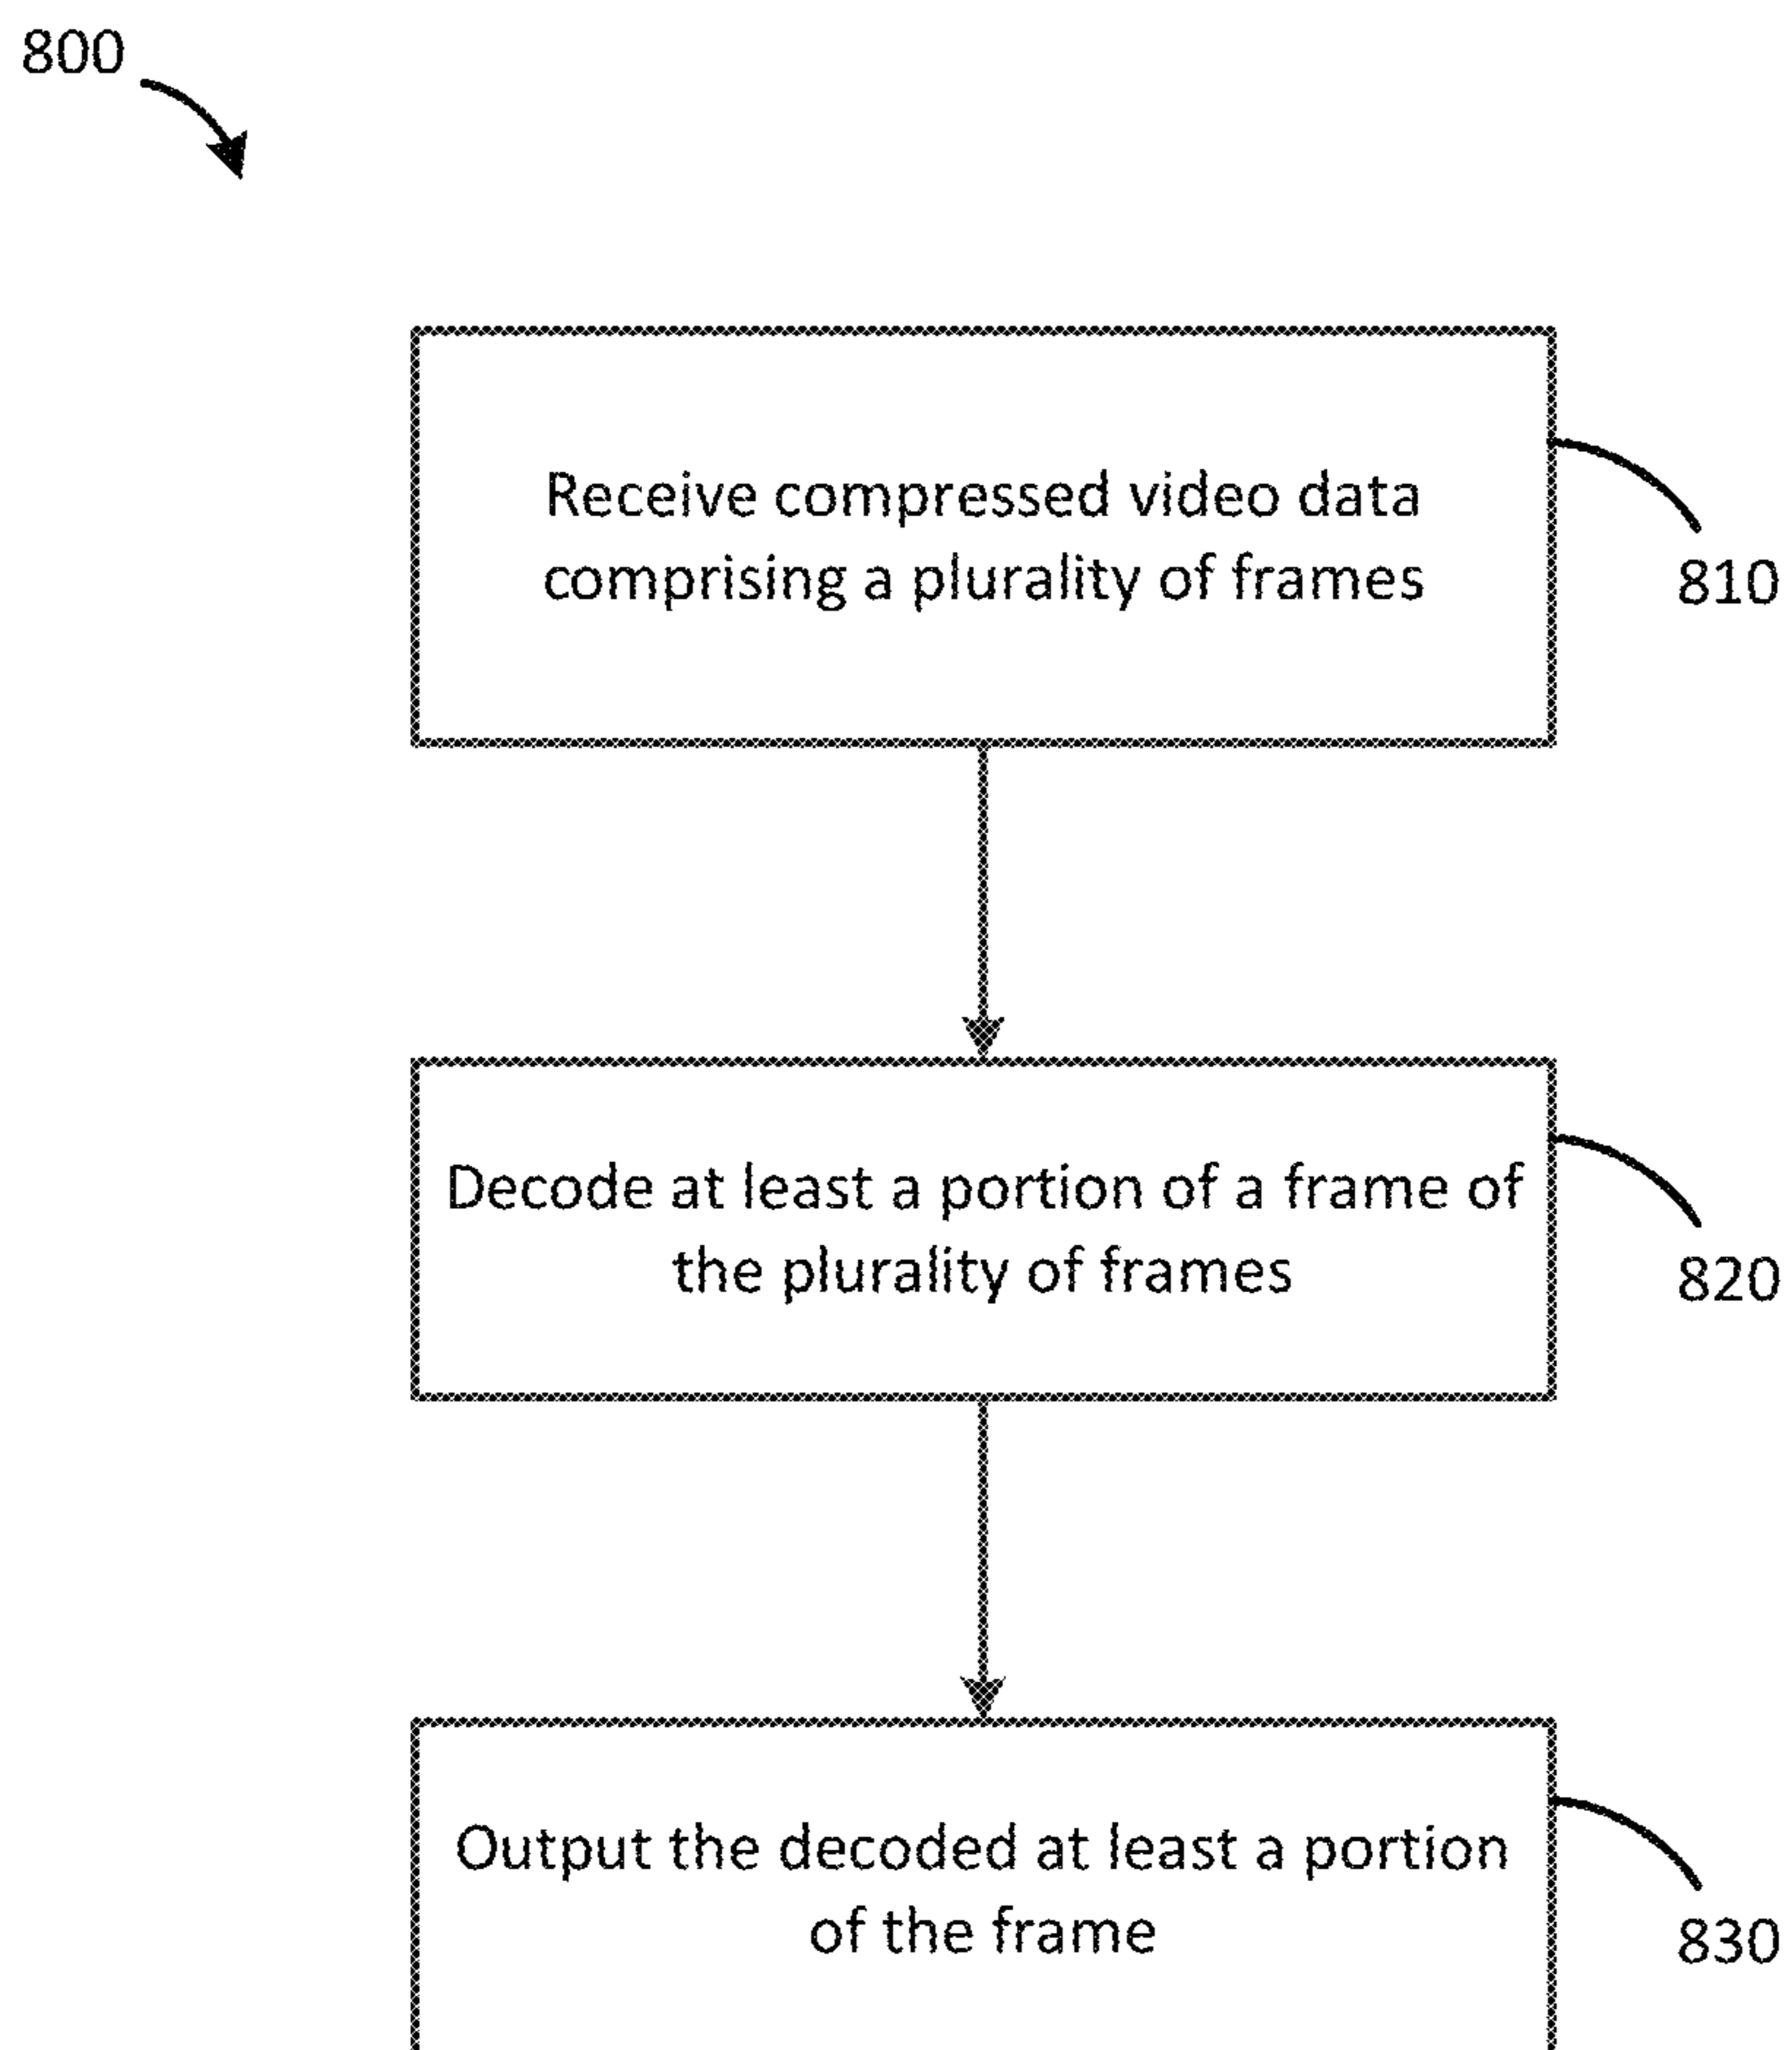 800
Receive compressed video data
comprising a plurality of frames
810
Decode at least a portion of a frame of
the plurality of frames
820
Output the decoded at least a portion
of the frame
830